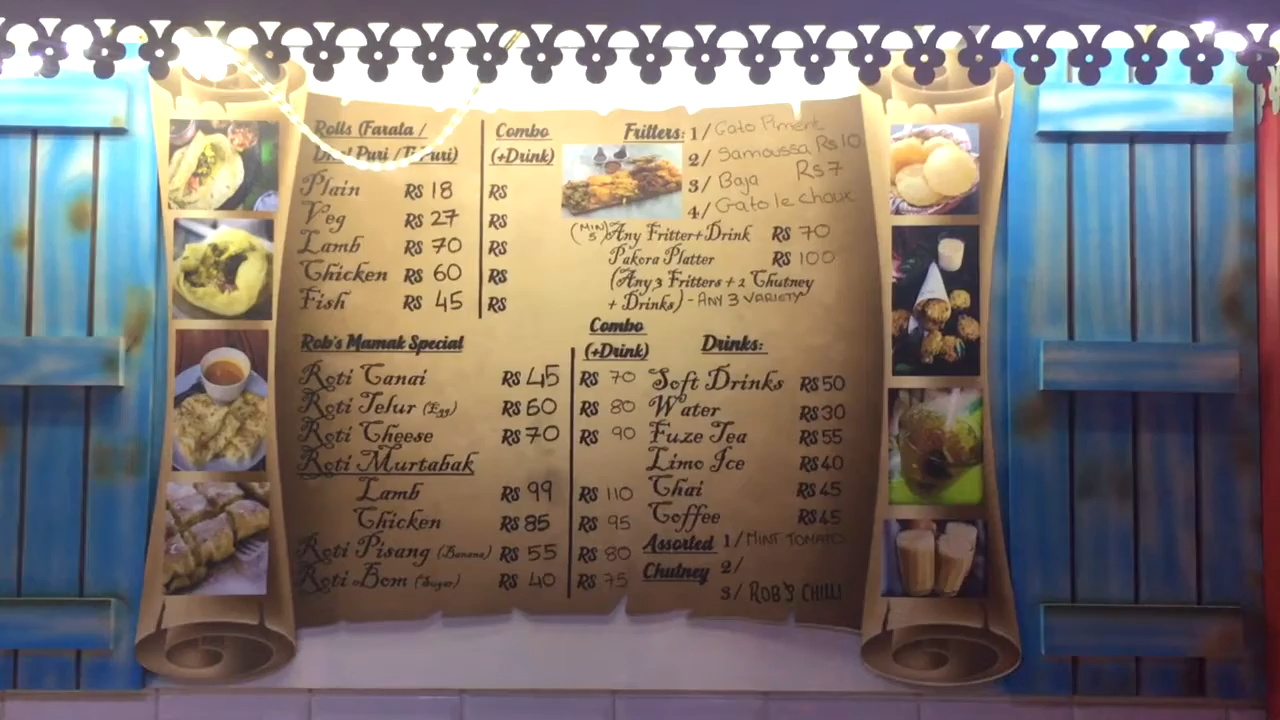 Rolls (Farata /
Dhal Puri / Ti Puri)
Combo
(+Drink)
Plain RS 18 RS
Veg RS 27 RS
Lamb RS 70 RS
Chicken RS 60 RS
Fish RS 45 RS
Fritters: 1/ Gato Piment
2/ Samoussa Rs 10
3/ Baja Rs 7
4/ Gato le choux
(MIN 5) Any Fritter+Drink RS 70
Pakora Platter RS 100
(Any 3 Fritters + 2 Chutney
+ Drinks) - ANY 3 VARIETY
Rob's Mamak Special
Combo
(+Drink)
Roti Canai RS 45 RS 70
Roti Telur (Egg) RS 60 RS 80
Roti Cheese RS 70 RS 90
Roti Murtabak
Lamb RS 99 RS 110
Chicken RS 85 RS 95
Roti Pisang (Banana) RS 55 RS 80
Roti Bom (Sugar) RS 40 RS 75
Drinks:
Soft Drinks RS 50
Water RS 30
Fuze Tea RS 55
Limo Ice RS 40
Chai RS 45
Coffee RS 45
Assorted 1/ MINT TOMATO
Chutney 2/
3/ ROB'S CHILLI